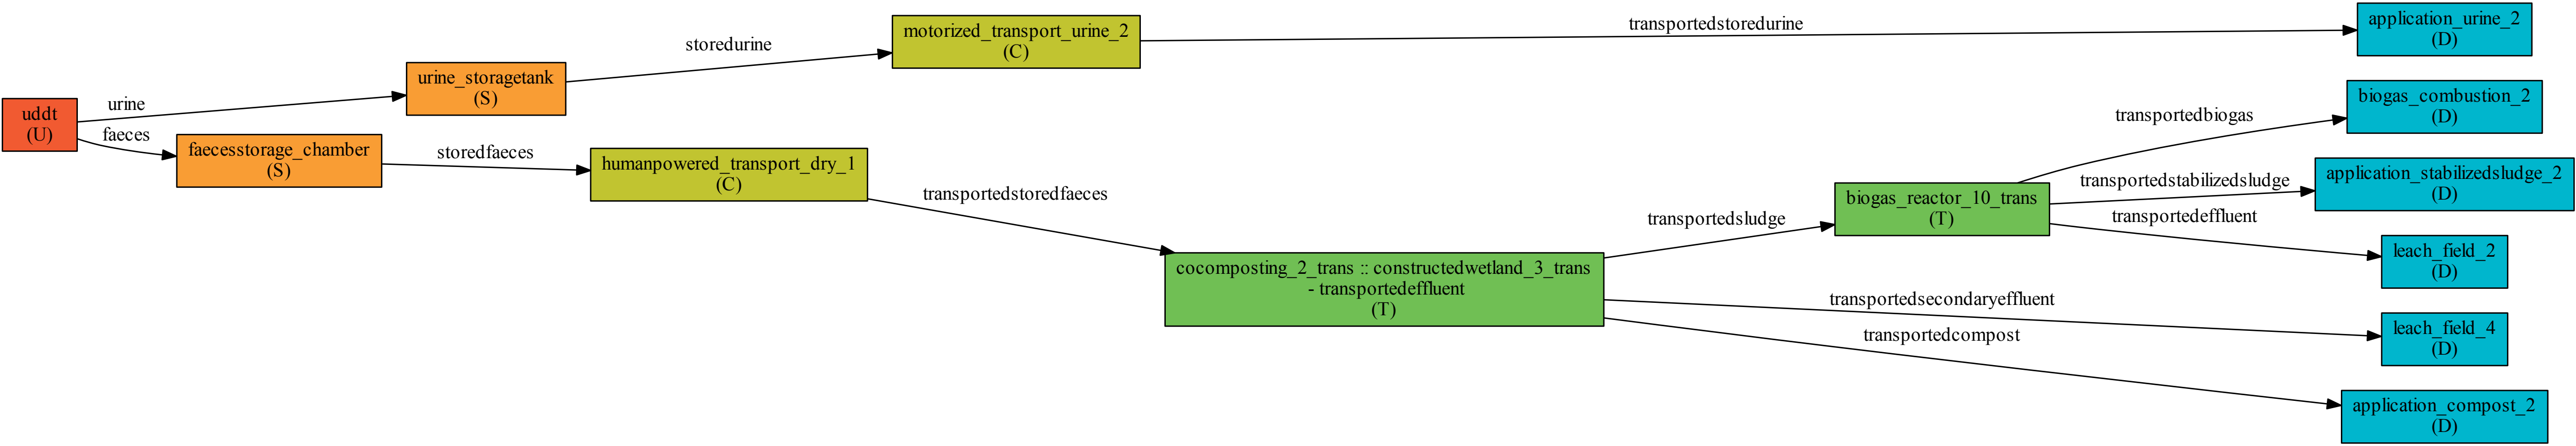 uddt
(U)
urine
faeces
urine_storagetank
(S)
faecesstorage_chamber
(S)
storedurine
storedfaeces
motorized_transport_urine_2
(C)
humanpowered_transport_dry_1
(C)
transportedstoredurine
transportedstoredfaeces
cocomposting_2_trans :: constructedwetland_3_trans
- transportedeffluent
(T)
transportedsludge
transportedsecondaryeffluent
transportedcompost
biogas_reactor_10_trans
(T)
transportedbiogas
transportedstabilizedsludge
transportedeffluent
application_urine_2
(D)
biogas_combustion_2
(D)
application_stabilizedsludge_2
(D)
leach_field_2
(D)
leach_field_4
(D)
application_compost_2
(D)